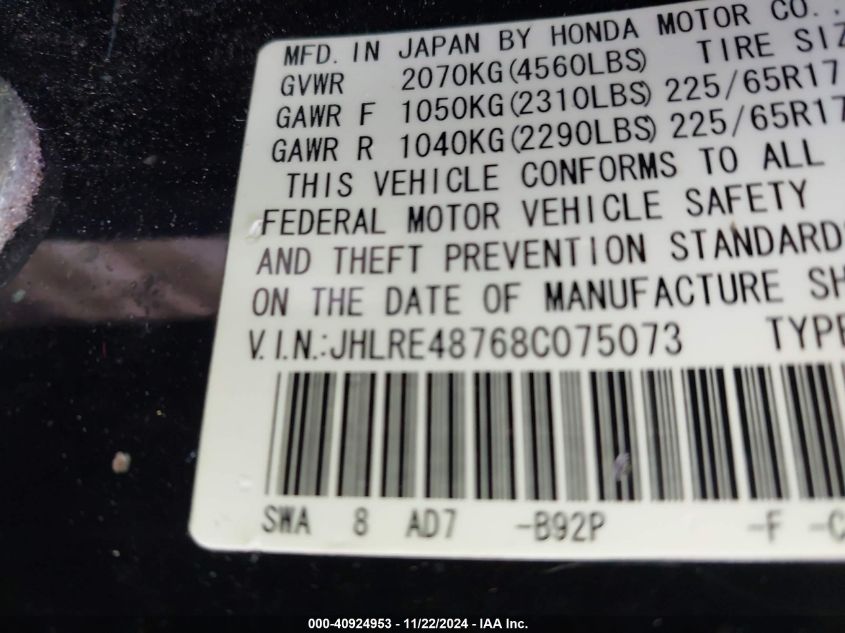 MFD. IN JAPAN BY HONDA MOTOR CO.,
GVWR 2070KG(4560LBS) TIRE SIZ
GAWR F 1050KG(2310LBS) 225/65R17
GAWR R 1040KG(2290LBS) 225/65R17
THIS VEHICLE CONFORMS TO ALL
FEDERAL MOTOR VEHICLE SAFETY
AND THEFT PREVENTION STANDARD
ON THE DATE OF MANUFACTURE SH
V.I.N.:JHLRE48768C075073 TYPE
SWA 8 AD7 -B92P -F -C
000-40924953 - 11/22/2024 - IAA Inc.